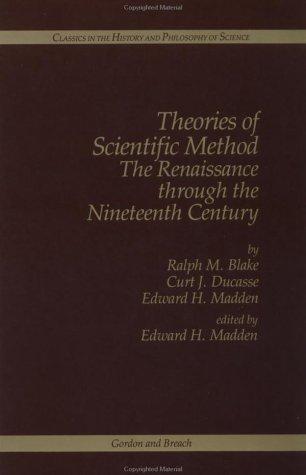 CLASSICS IN THE HISTORY AND PHILOSOPHY OF SCIENCE
Theories of
Scientific Method
The Renaissance
through the
Nineteenth Century
by
Ralph M. Blake
Curt J. Ducasse
Edward H. Madden
edited by
Edward H. Madden
Gordon and Breach